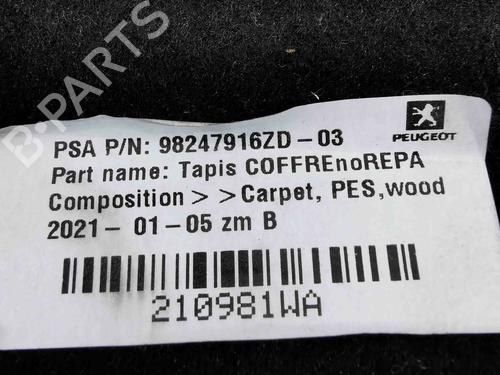 B-PARTS
PSA P/N: 98247916ZD-03
PEUGEOT
Part name: Tapis COFFREnoREPA
Composition > >Carpet, PES,wood
2021- 01-05 zm B
210981WA